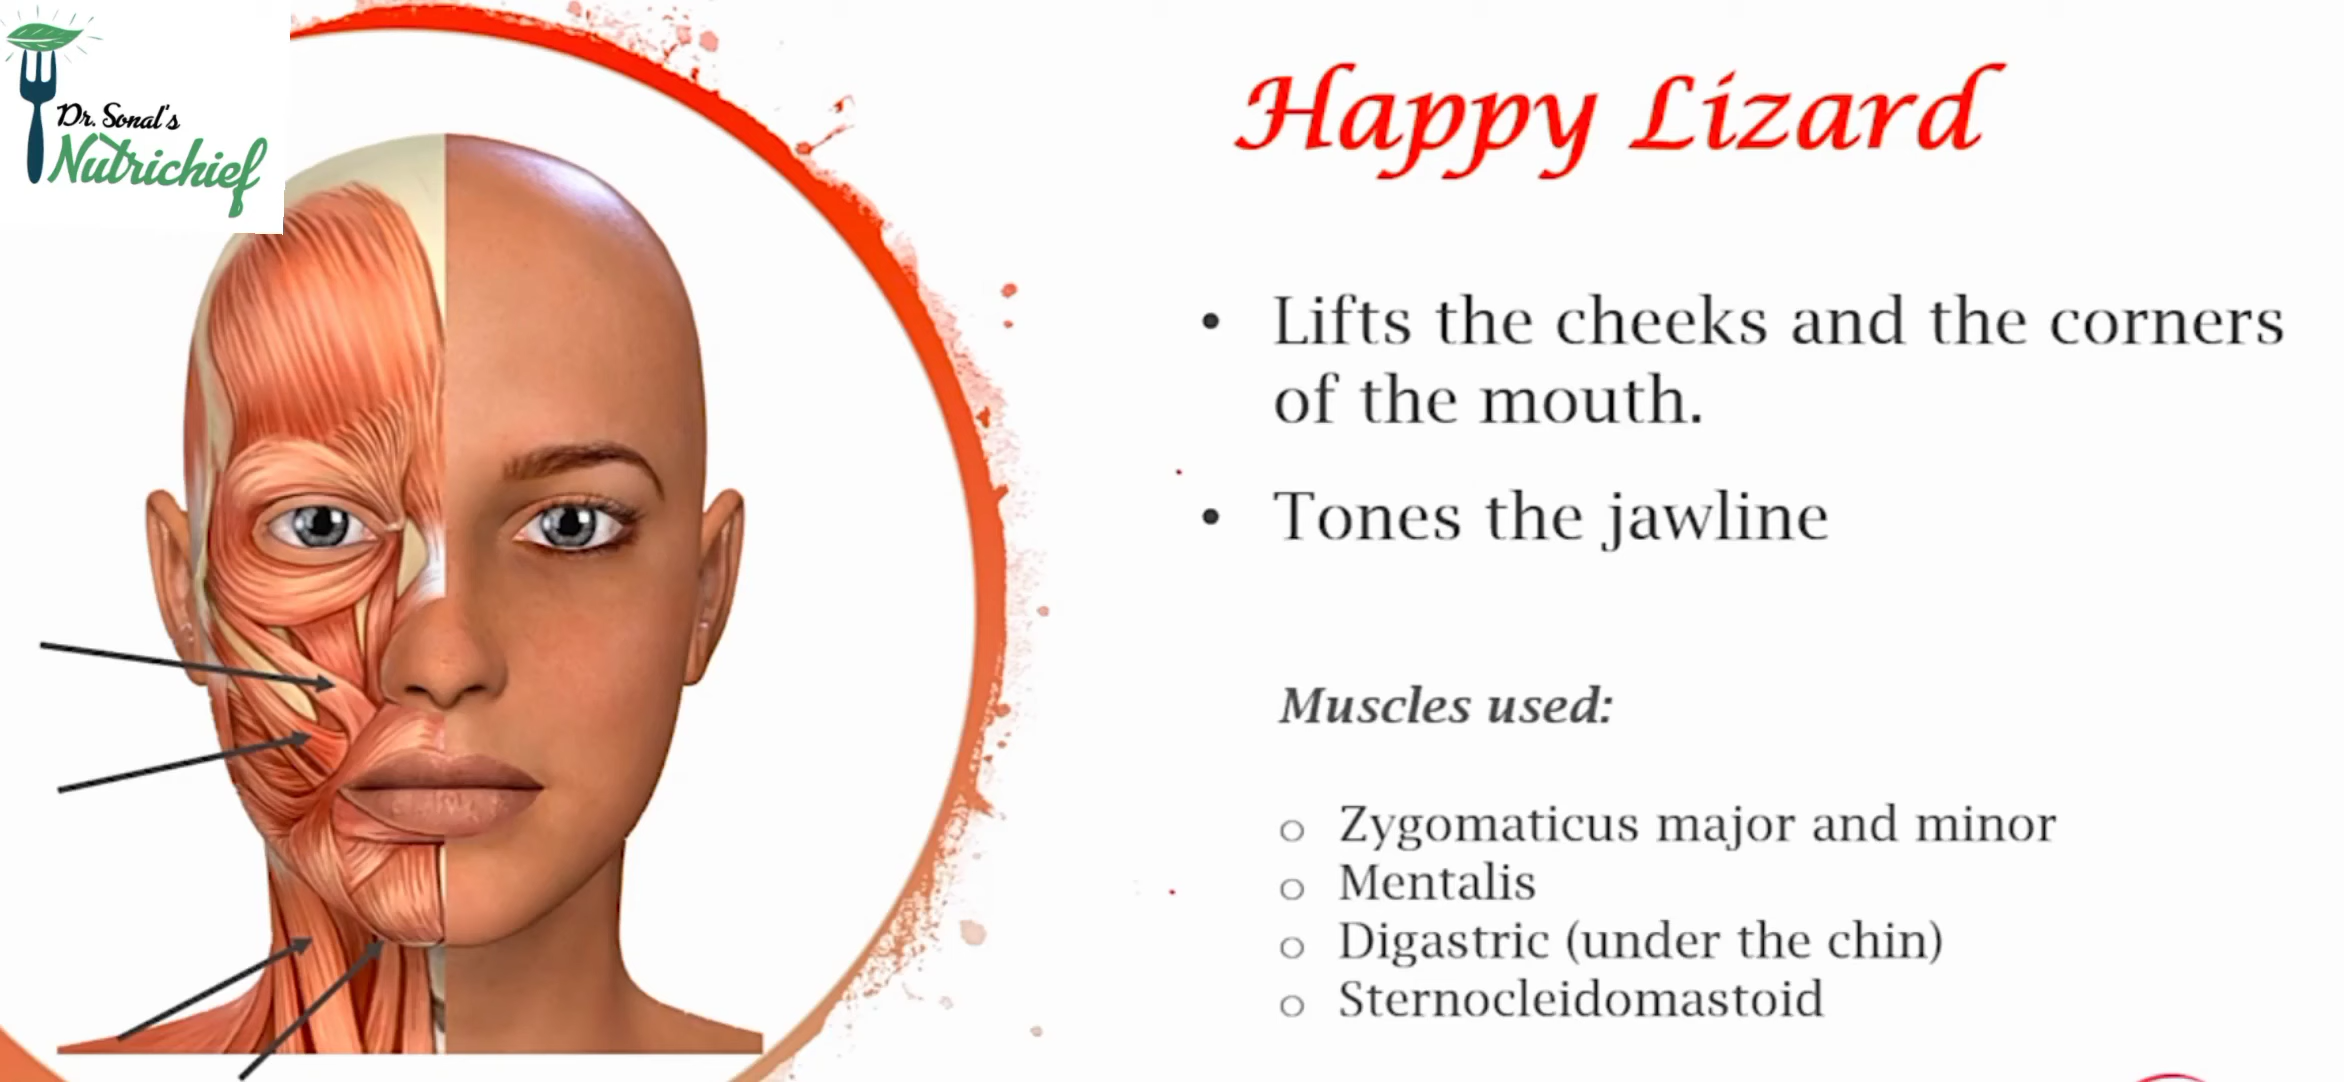 Dr. Sonal's
Nutrichief
Happy Lizard
• Lifts the cheeks and the corners
of the mouth.
• Tones the jawline
Muscles used:
o Zygomaticus major and minor
o Mentalis
o Digastric (under the chin)
o Sternocleidomastoid